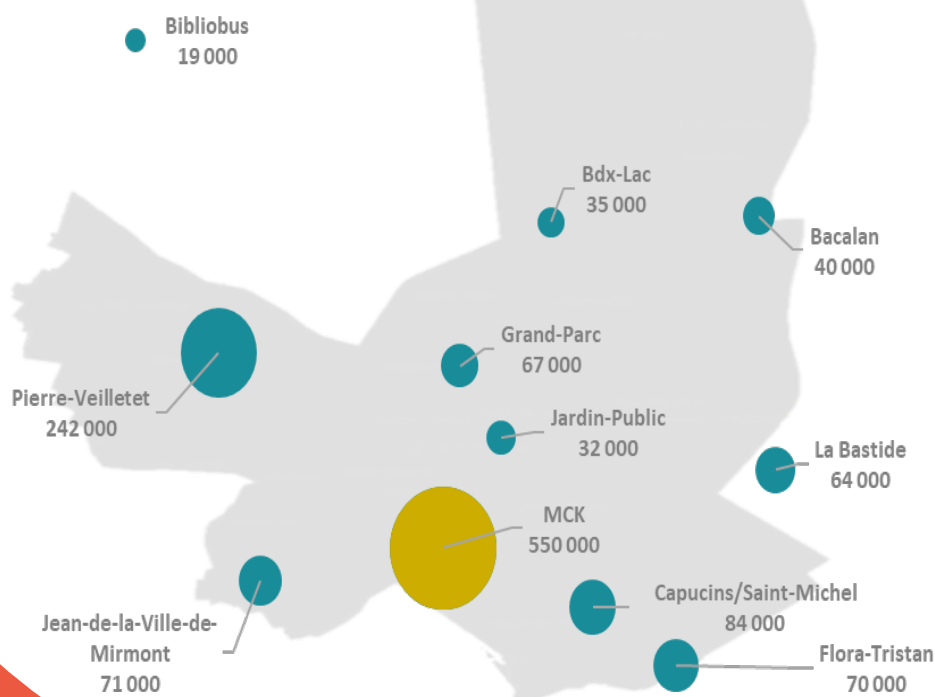 Bibliobus
19 000
Bdx-Lac
35 000
Bacalan
40 000
Grand-Parc
67 000
Pierre-Veilletet
242 000
Jardin-Public
32 000
La Bastide
64 000
MCK
550 000
Capucins/Saint-Michel
84 000
Jean-de-la-Ville-de-
Mirmont
71 000
Flora-Tristan
70 000